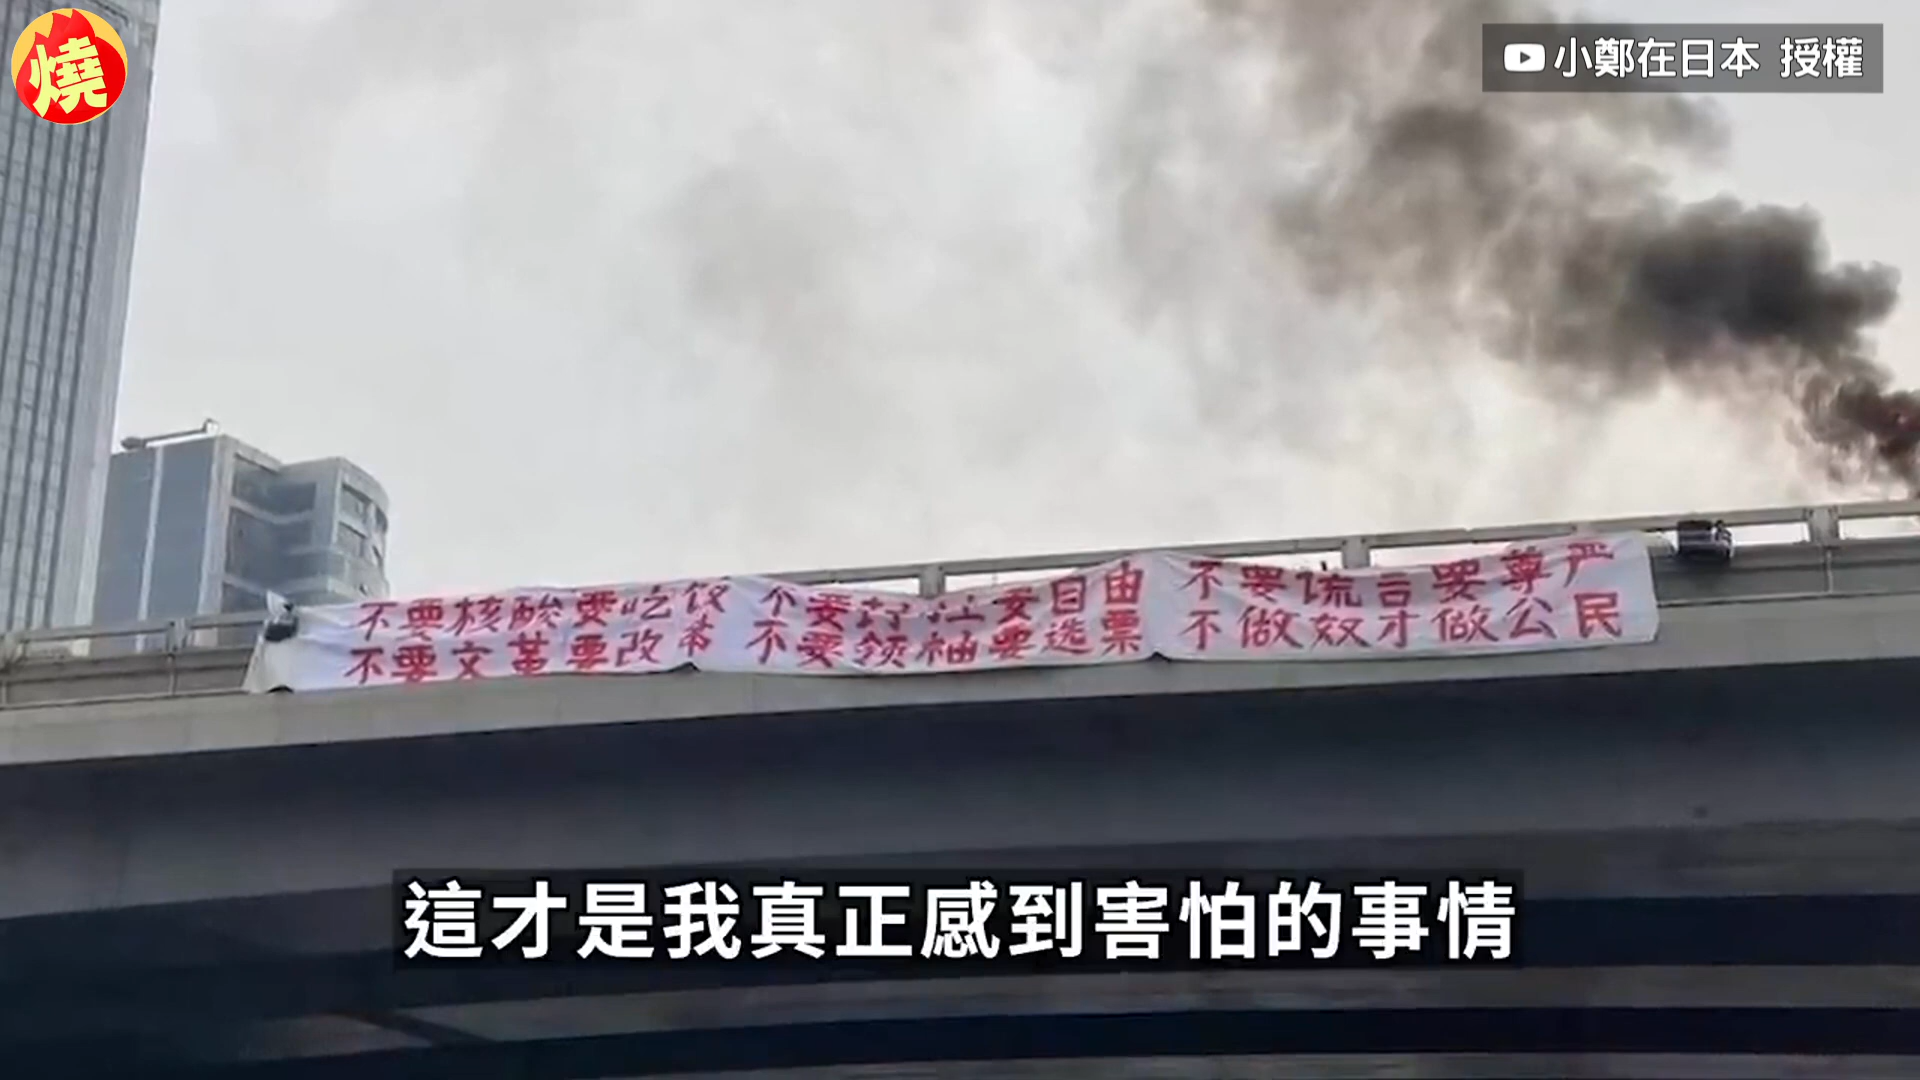 燒
小鄭在日本 授權
不要核酸要吃饭 不要封红要自由 不要谎言要尊严
不要文革要改革 不要领袖要选票 不做奴才做公民
這才是我真正感到害怕的事情